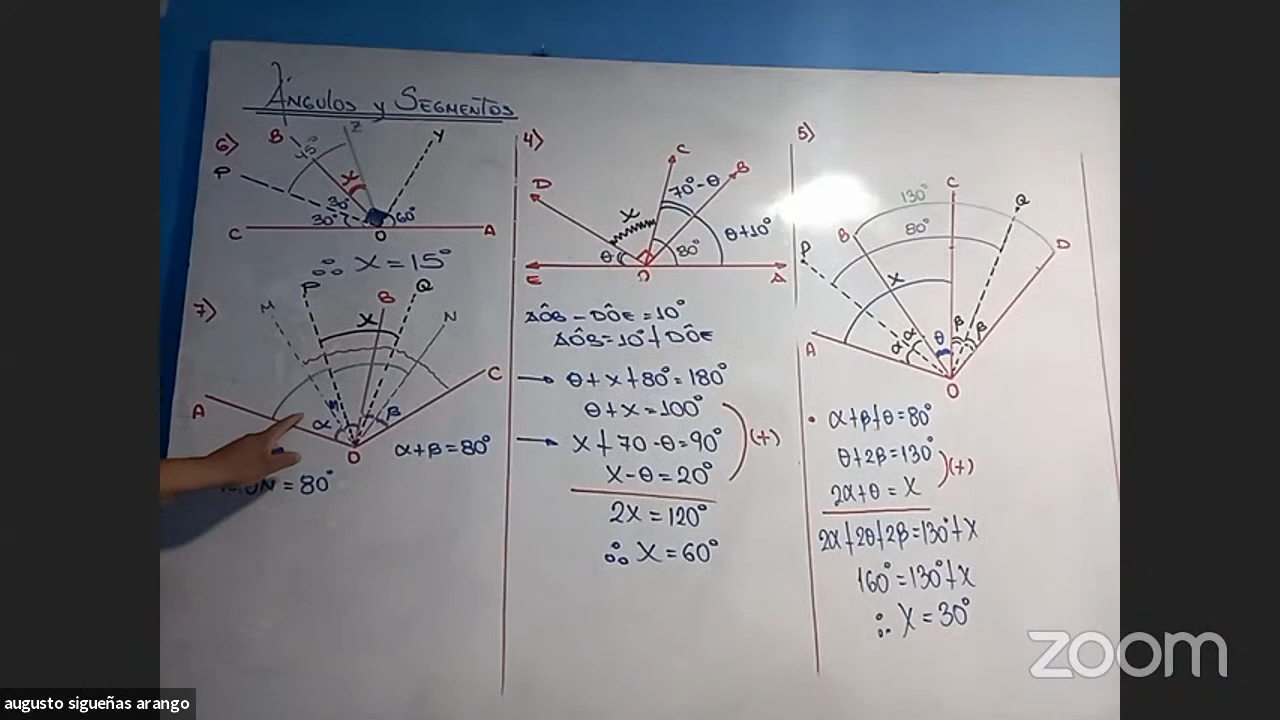 Ángulos y Segmentos
6)
B
Z
Y
P
45°
X
30°
30°
60°
C
O
A
∴ X = 15°
7)
M
P
B
Q
N
X
A
C
α
β
O
α+β=80°
= 80°
4)
C
B
D
70°-θ
X
θ+10°
θ
80°
E
O
A
AÔB - DÔE = 10°
AÔB = 10° + DÔE
→ θ+x+80°=180°
θ+x=100°
→ x+70-θ=90°
x-θ=20°
(+)
2x=120°
∴ x=60°
5)
C
130°
Q
80°
B
D
P
X
α
α
θ
β
β
A
O
• α+β+θ=80°
θ+2β=130°
2α+θ=x
(+)
2α+2θ+2β=130°+x
160°=130°+x
∴ x=30°
zoom
augusto sigueñas arango